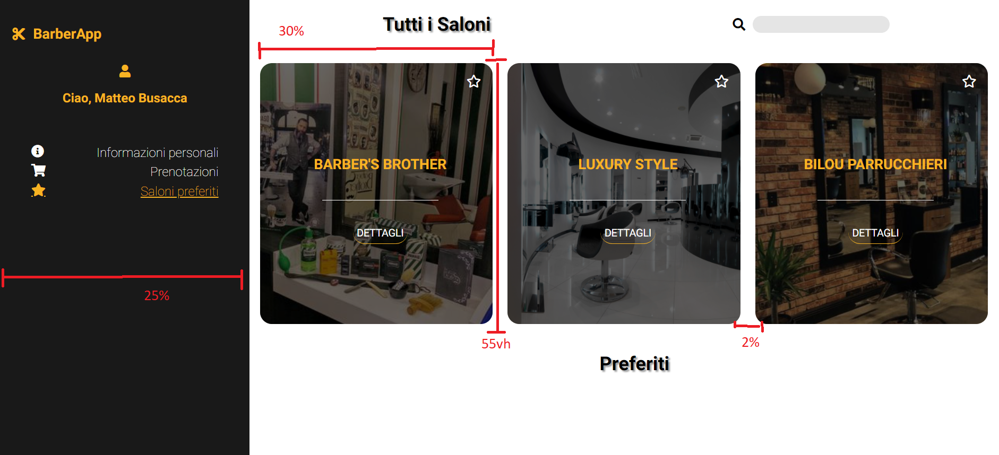 BarberApp
Ciao, Matteo Busacca
Informazioni personali
Prenotazioni
Saloni preferiti
25%
Tutti i Saloni
30%
BARBER'S BROTHER
DETTAGLI
LUXURY STYLE
DETTAGLI
BILOU PARRUCCHIERI
DETTAGLI
55vh
2%
Preferiti